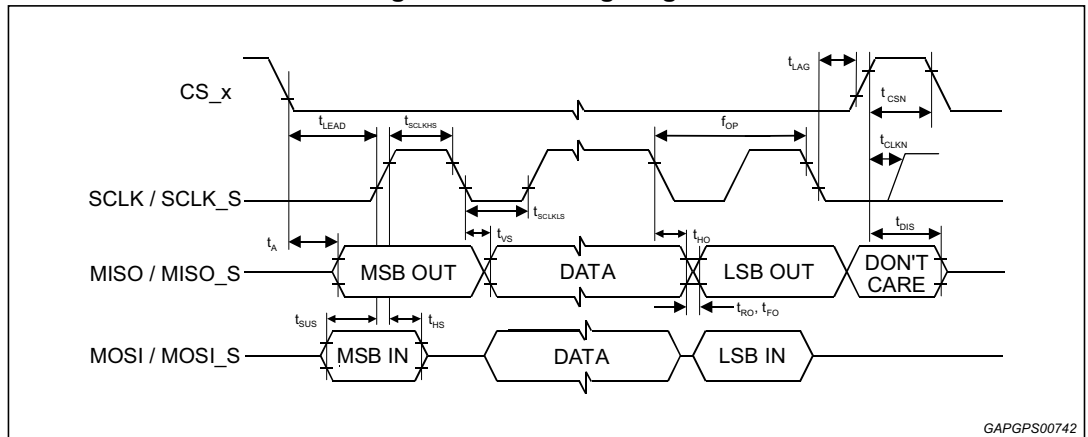 CS_x
t_LAG
t_CSN
t_LEAD
t_SCLKHS
f_OP
t_CLKN
SCLK / SCLK_S
t_SCLKLS
t_A
t_VS
t_HO
t_DIS
MISO / MISO_S
MSB OUT
DATA
LSB OUT
DON'T
CARE
t_RO, t_FO
t_SUS
t_HS
MOSI / MOSI_S
MSB IN
DATA
LSB IN
GAPGPS00742